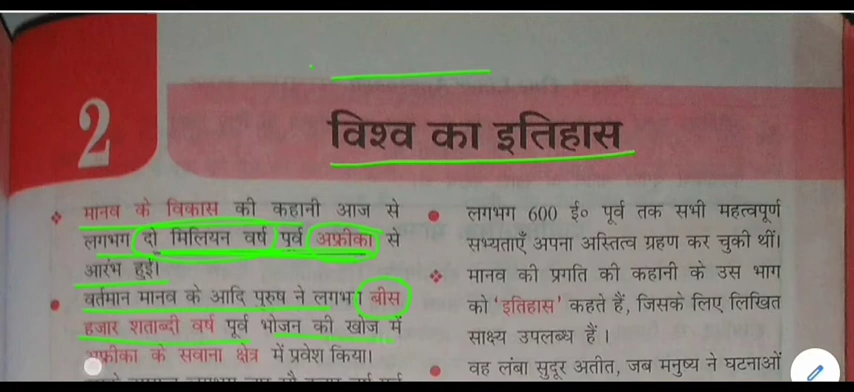 2
विश्व का इतिहास
मानव के विकास की कहानी आज से
लगभग दो मिलियन वर्ष पूर्व अफ्रीका से
आरंभ हुई।
वर्तमान मानव के आदि पुरुष ने लगभग बीस
हजार शताब्दी वर्ष पूर्व भोजन की खोज में
अफ्रीका के सवाना क्षेत्र में प्रवेश किया।
लगभग 600 ई० पूर्व तक सभी महत्वपूर्ण
सभ्यताएँ अपना अस्तित्व ग्रहण कर चुकी थीं।
मानव की प्रगति की कहानी के उस भाग
को 'इतिहास' कहते हैं, जिसके लिए लिखित
साक्ष्य उपलब्ध हैं।
वह लंबा सुदूर अतीत, जब मनुष्य ने घटनाओं